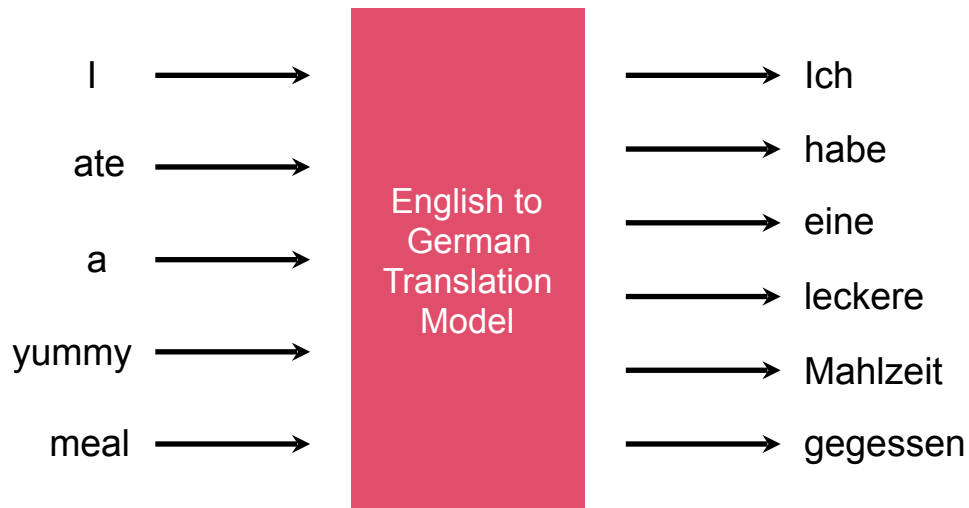 I
ate
a
yummy
meal
English to
German
Translation
Model
Ich
habe
eine
leckere
Mahlzeit
gegessen